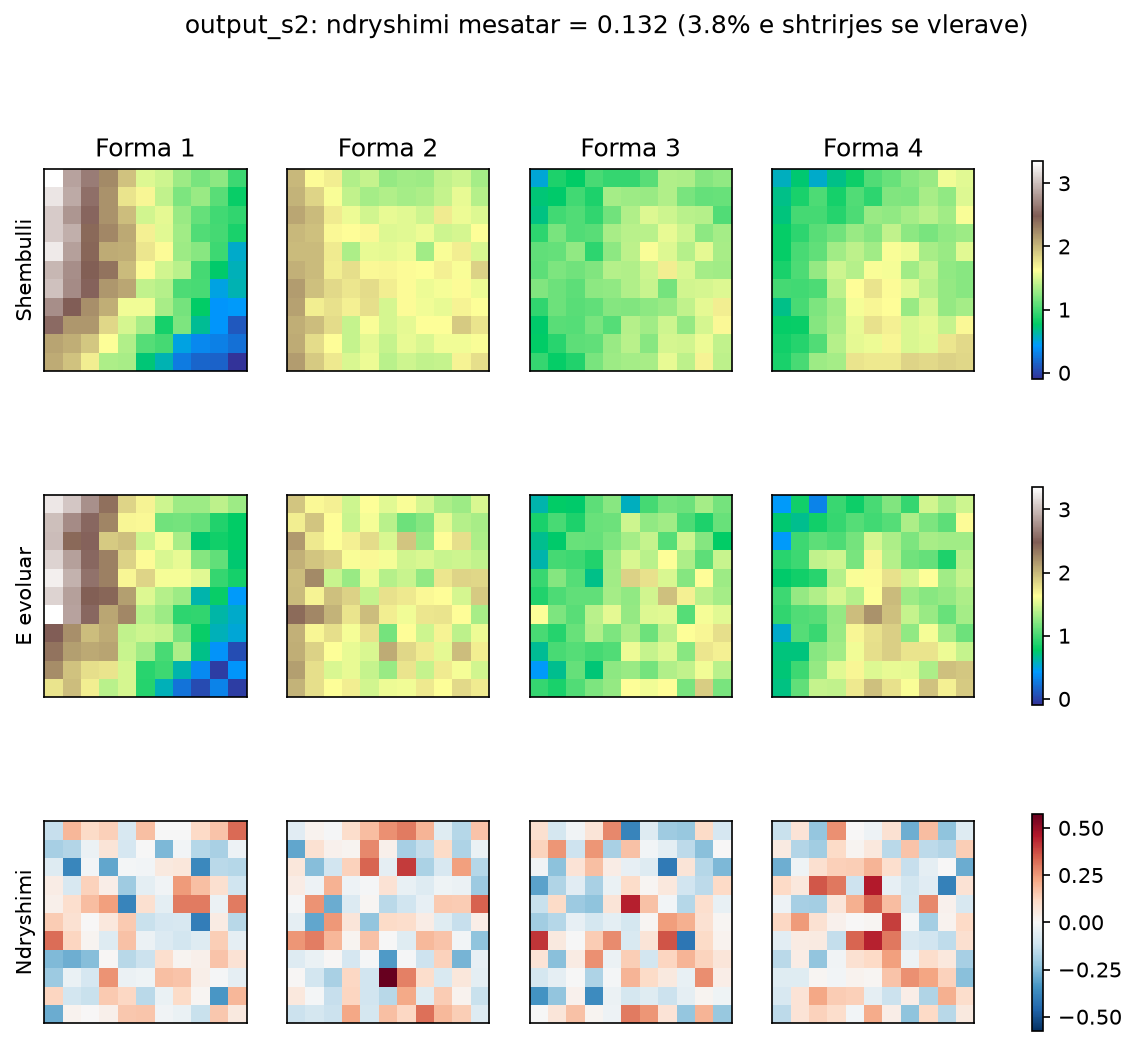 output_s2: ndryshimi mesatar = 0.132 (3.8% e shtrirjes se vlerave)
Forma 1
Forma 2
Forma 3
Forma 4
Shembulli
3
2
1
0
E evoluar
3
2
1
0
Ndryshimi
0.50
0.25
0.00
−0.25
−0.50